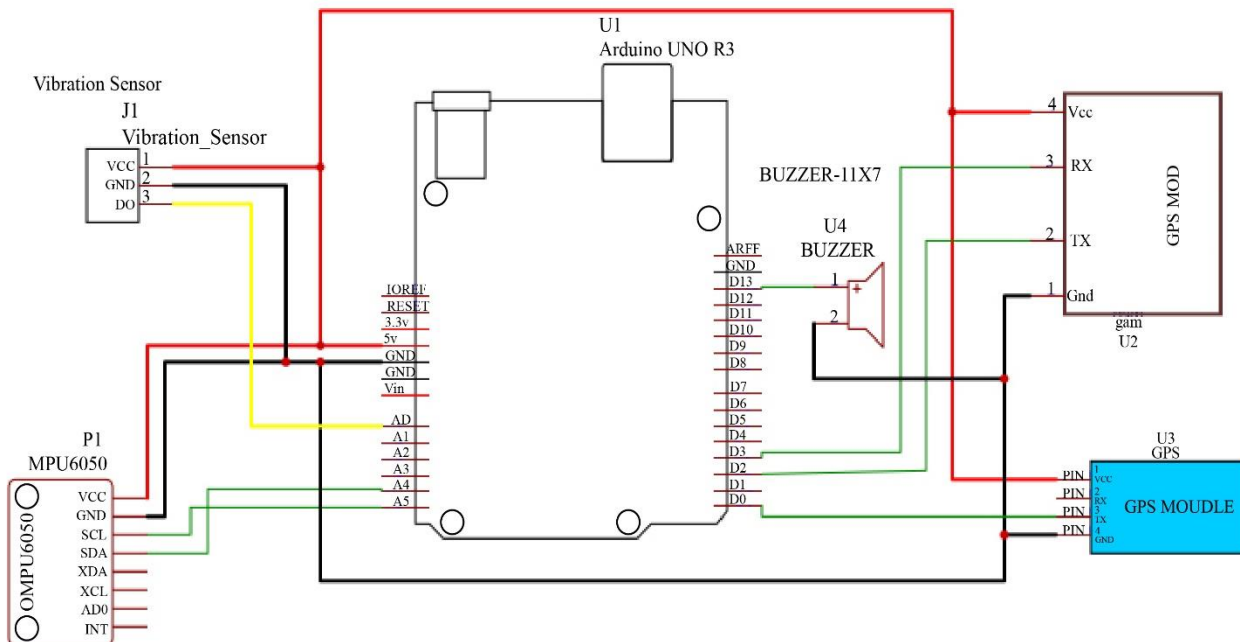 U1
Arduino UNO R3
Vibration Sensor
J1
Vibration_Sensor
VCC 1
GND 2
DO 3
IOREF
RESET
3.3v
5v
GND
GND
Vin
AD
A1
A2
A3
A4
A5
ARFF
GND
D13
D12
D11
D10
D9
D8
D7
D6
D5
D4
D3
D2
D1
D0
BUZZER-11X7
U4
BUZZER
1
+
2
4 Vcc
3 RX
2 TX
1 Gnd
GPS MOD
gam
U2
U3
GPS
PIN 1 VCC
PIN 2 RX
PIN 3 TX
PIN 4 GND
GPS MOUDLE
P1
MPU6050
OMPU6050
VCC
GND
SCL
SDA
XDA
XCL
AD0
INT